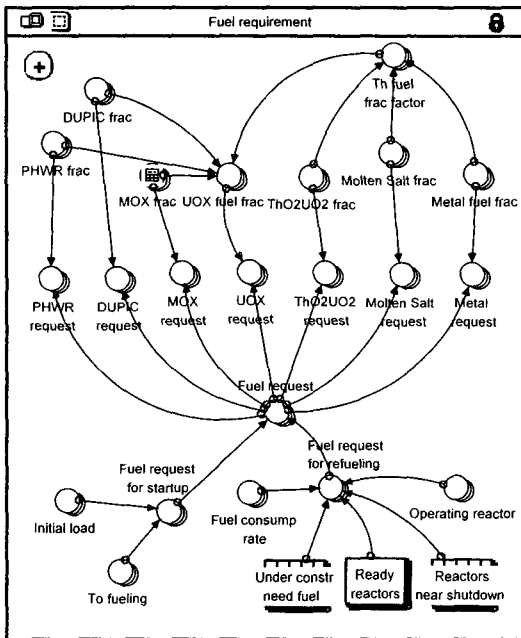 Fuel requirement
Th fuel
frac factor
DUPIC frac
PHWR frac
MOX frac
UOX fuel frac
ThO2UO2 frac
Molten Salt frac
Metal fuel frac
PHWR
request
DUPIC
request
MOX
request
UOX
request
ThO2UO2
request
Molten Salt
request
Metal
request
Fuel request
Fuel request
for startup
Fuel request
for refueling
Initial load
To fueling
Fuel consump
rate
Operating reactor
Under constr
need fuel
Ready
reactors
Reactors
near shutdown